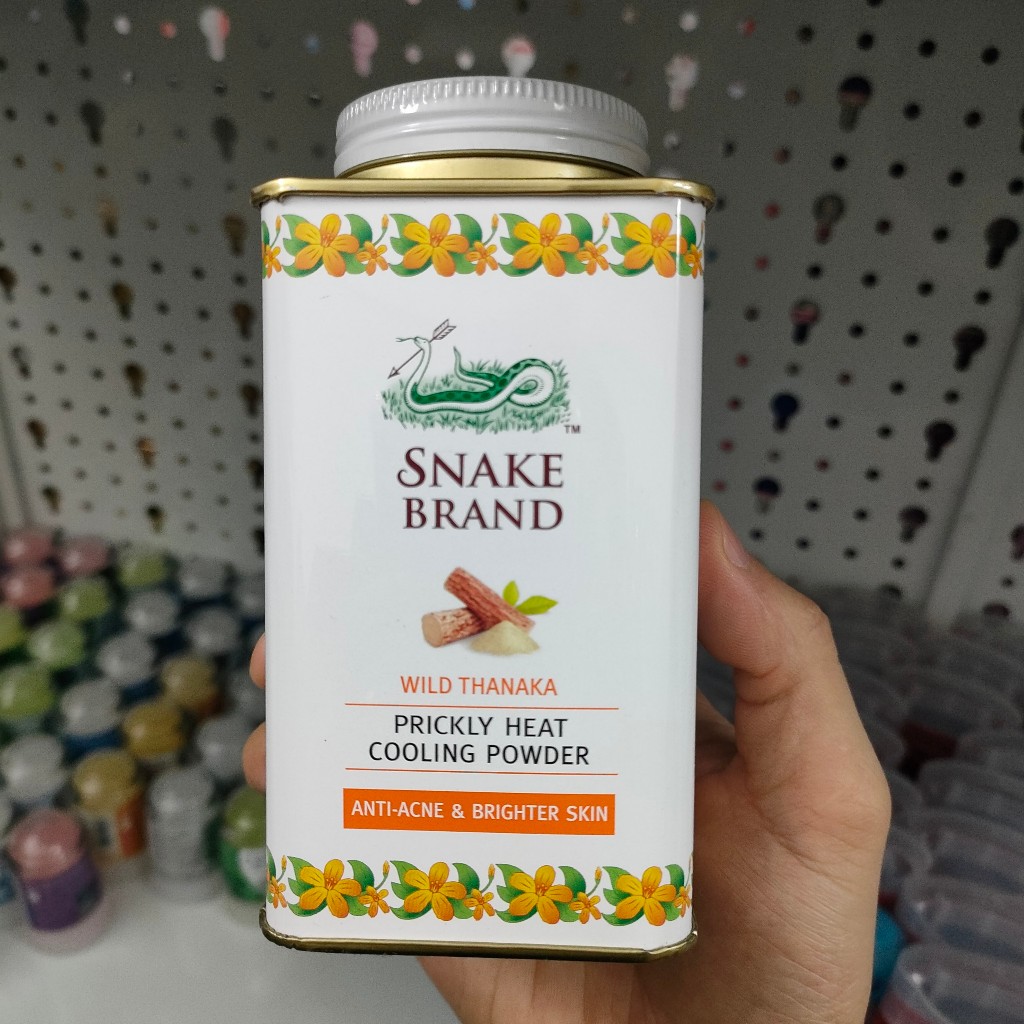 TM
SNAKE
BRAND
WILD THANAKA
PRICKLY HEAT
COOLING POWDER
ANTI-ACNE & BRIGHTER SKIN